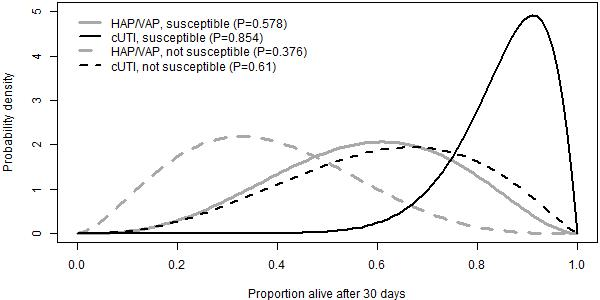 HAP/VAP, susceptible (P=0.578)
cUTI, susceptible (P=0.854)
HAP/VAP, not susceptible (P=0.376)
cUTI, not susceptible (P=0.61)
Probability density
5
4
3
2
1
0
0.0 0.2 0.4 0.6 0.8 1.0
Proportion alive after 30 days